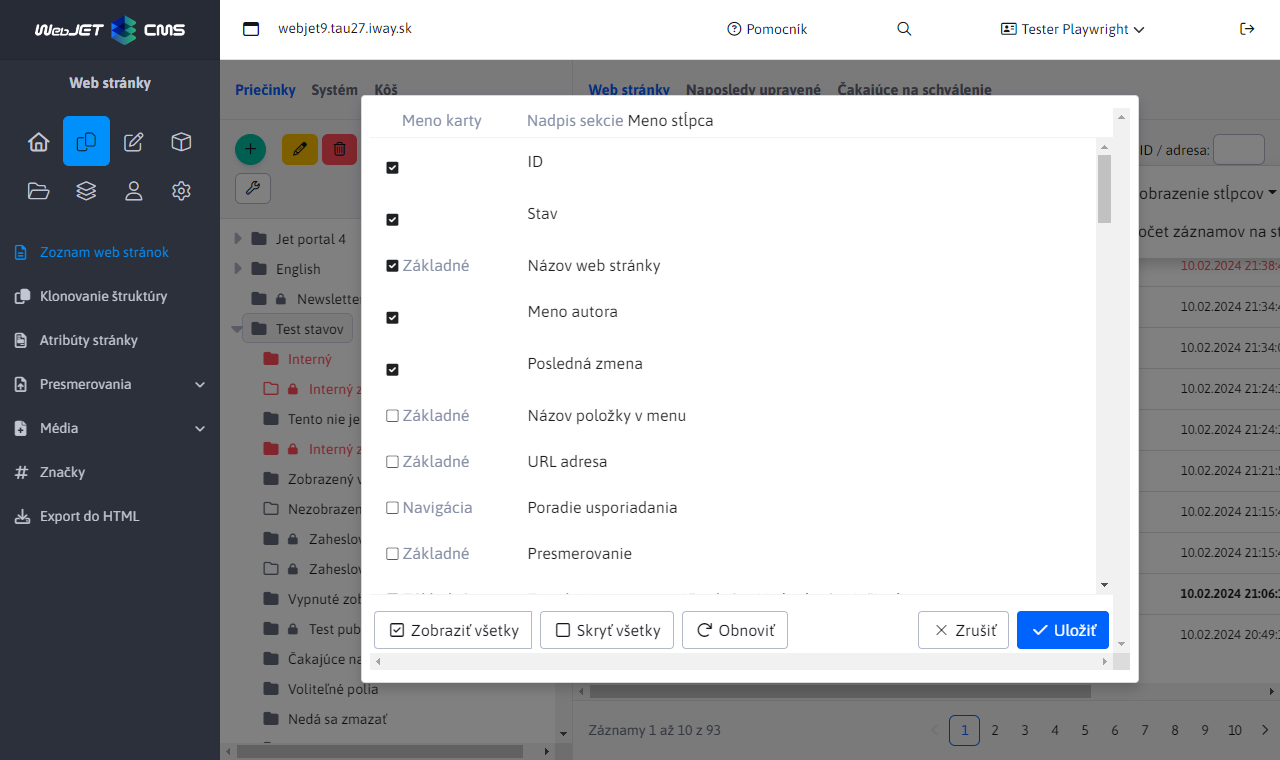 WebJET CMS
webjet9.tau27.iway.sk
Pomocník
Tester Playwright
Web stránky
Priečinky Systém Kôš
Web stránky Naposledy upravené Čakajúce na schválenie
Zoznam web stránok
Klonovanie štruktúry
Atribúty stránky
Presmerovania
Média
Značky
Export do HTML
Jet portal 4
English
Newsletter
Test stavov
Interný
Interný z
Tento nie je
Interný z
Zobrazený v
Nezobrazen
Zaheslov
Zaheslov
Vypnuté zob
Test pub
Čakajúce na
Voliteľné polia
Nedá sa zmazať
Meno karty Nadpis sekcie Meno stĺpca
ID
Stav
Základné Názov web stránky
Meno autora
Posledná zmena
Základné Názov položky v menu
Základné URL adresa
Navigácia Poradie usporiadania
Základné Presmerovanie
Zobraziť všetky Skryť všetky Obnoviť Zrušiť Uložiť
ID / adresa:
obrazenie stĺpcov
očet záznamov na st
10.02.2024 21:38:4
10.02.2024 21:34:4
10.02.2024 21:34:0
10.02.2024 21:24:3
10.02.2024 21:24:3
10.02.2024 21:21:5
10.02.2024 21:15:4
10.02.2024 21:15:4
10.02.2024 21:06:3
10.02.2024 20:49:3
Záznamy 1 až 10 z 93
1 2 3 4 5 6 7 8 9 10